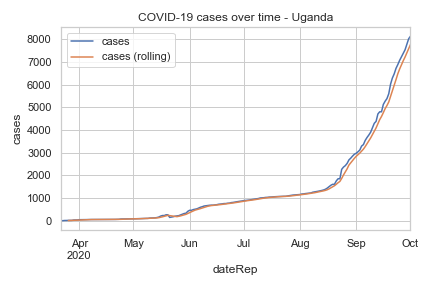 COVID-19 cases over time - Uganda
cases
cases (rolling)
8000
7000
6000
5000
4000
3000
2000
1000
0
cases
Apr May Jun Jul Aug Sep Oct
2020
dateRep